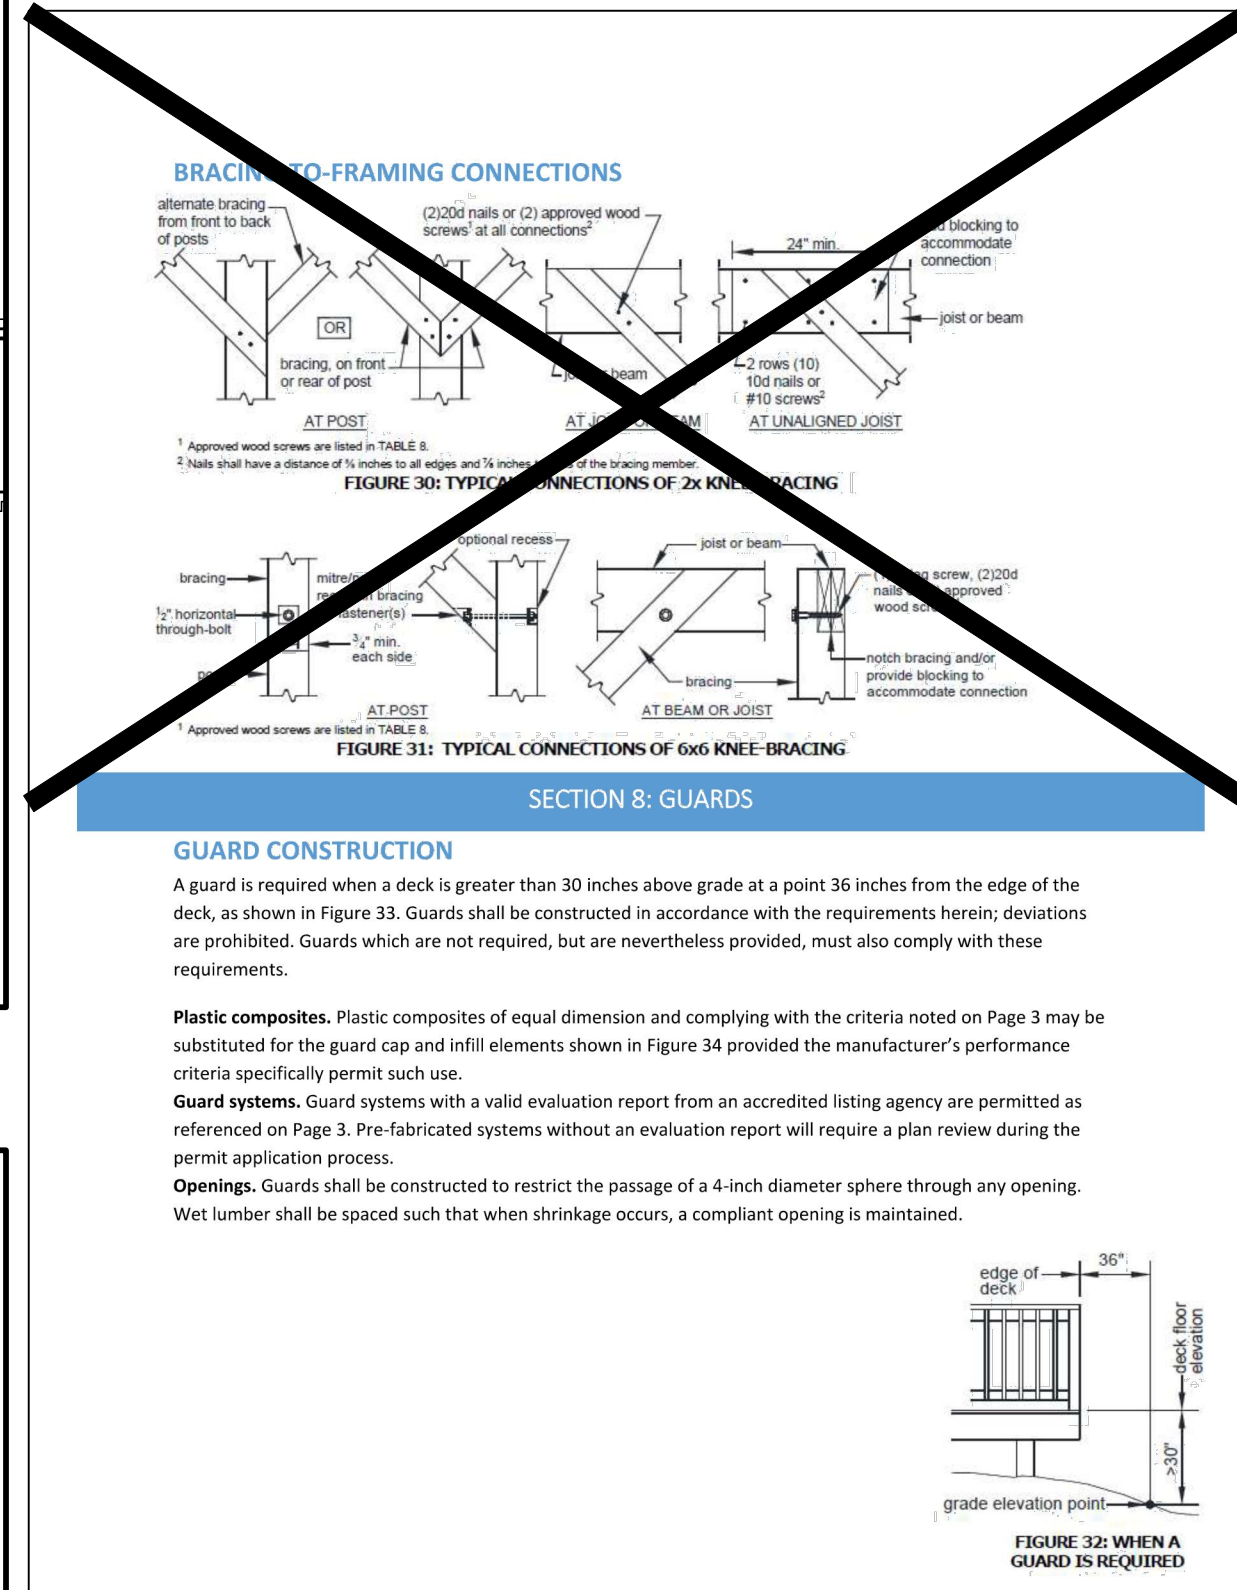 BRACING-TO-FRAMING CONNECTIONS
alternate bracing
from front to back
of posts
(2)20d nails or (2) approved wood
screws¹ at all connections²
24" min.
blocking to
accommodate
connection
OR
joist or beam
bracing, on front
or rear of post
or beam
2 rows (10)
10d nails or
#10 screws²
AT POST
AT UNALIGNED JOIST
¹ Approved wood screws are listed in TABLE 8.
² Nails shall have a distance of ⅝ inches to all edges and ⅞ inches of the bracing member.
FIGURE 30: TYPICAL CONNECTIONS OF 2x KNEE-BRACING
optional recess
joist or beam
bracing
½" horizontal
through-bolt
bracing
fastener(s)
¾" min.
each side
screw, (2)20d
nails approved
wood
notch bracing and/or
provide blocking to
accommodate connection
bracing
AT POST
AT BEAM OR JOIST
¹ Approved wood screws are listed in TABLE 8.
FIGURE 31: TYPICAL CONNECTIONS OF 6x6 KNEE-BRACING
SECTION 8: GUARDS
GUARD CONSTRUCTION
A guard is required when a deck is greater than 30 inches above grade at a point 36 inches from the edge of the
deck, as shown in Figure 33. Guards shall be constructed in accordance with the requirements herein; deviations
are prohibited. Guards which are not required, but are nevertheless provided, must also comply with these
requirements.
Plastic composites. Plastic composites of equal dimension and complying with the criteria noted on Page 3 may be
substituted for the guard cap and infill elements shown in Figure 34 provided the manufacturer's performance
criteria specifically permit such use.
Guard systems. Guard systems with a valid evaluation report from an accredited listing agency are permitted as
referenced on Page 3. Pre-fabricated systems without an evaluation report will require a plan review during the
permit application process.
Openings. Guards shall be constructed to restrict the passage of a 4-inch diameter sphere through any opening.
Wet lumber shall be spaced such that when shrinkage occurs, a compliant opening is maintained.
36"
edge of
deck
deck floor
elevation
>30"
grade elevation point
FIGURE 32: WHEN A
GUARD IS REQUIRED